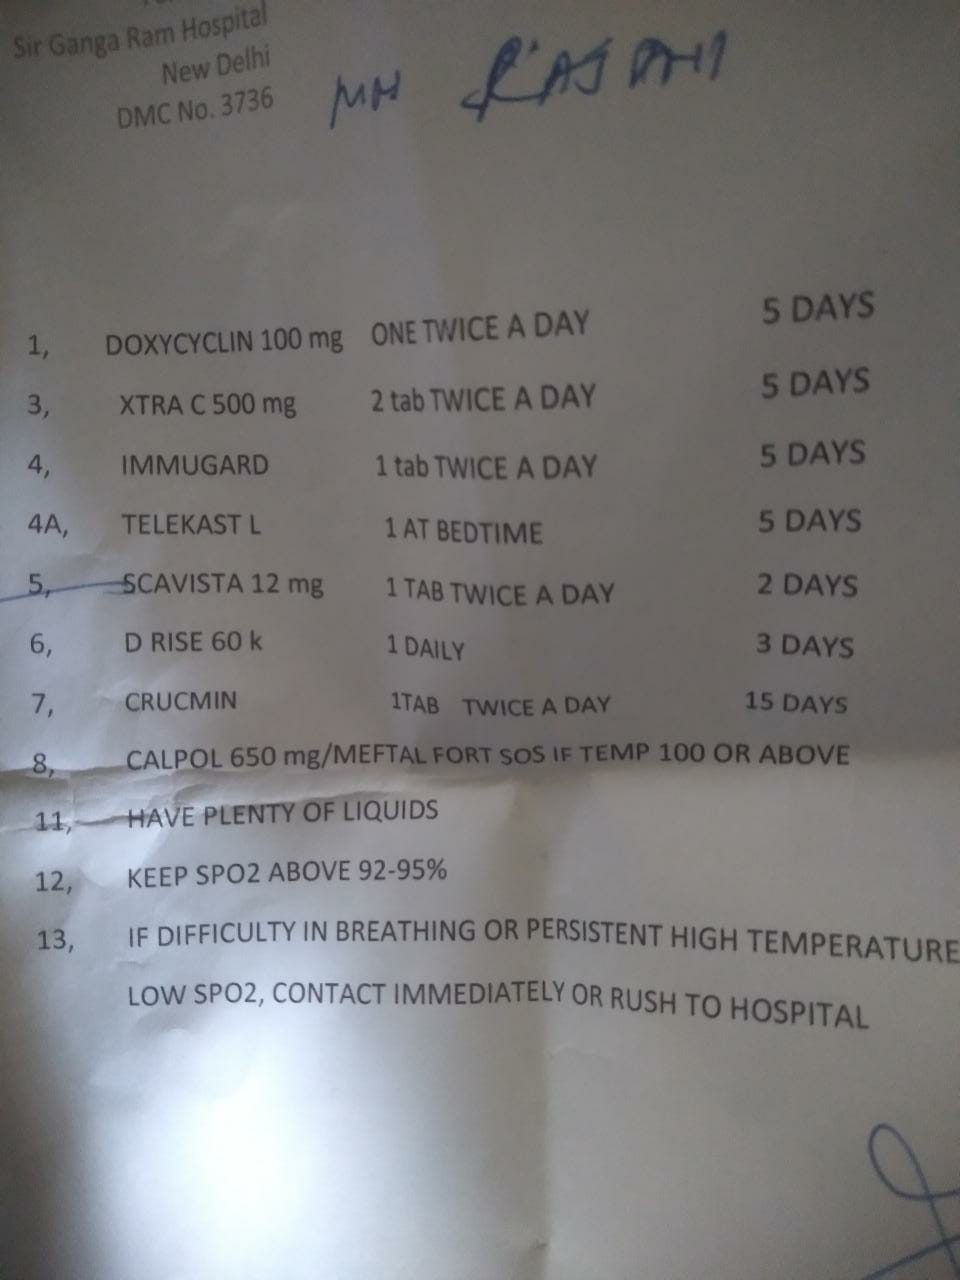 Sir Ganga Ram Hospital
New Delhi
DMC No. 3736
1, DOXYCYCLIN 100 mg ONE TWICE A DAY 5 DAYS
3, XTRA C 500 mg 2 tab TWICE A DAY 5 DAYS
4, IMMUGARD 1 tab TWICE A DAY 5 DAYS
4A, TELEKAST L 1 AT BEDTIME 5 DAYS
5, SCAVISTA 12 mg 1 TAB TWICE A DAY 2 DAYS
6, D RISE 60 k 1 DAILY 3 DAYS
7, CRUCMIN 1TAB TWICE A DAY 15 DAYS
8, CALPOL 650 mg/MEFTAL FORT SOS IF TEMP 100 OR ABOVE
11, HAVE PLENTY OF LIQUIDS
12, KEEP SPO2 ABOVE 92-95%
13, IF DIFFICULTY IN BREATHING OR PERSISTENT HIGH TEMPERATURE
LOW SPO2, CONTACT IMMEDIATELY OR RUSH TO HOSPITAL